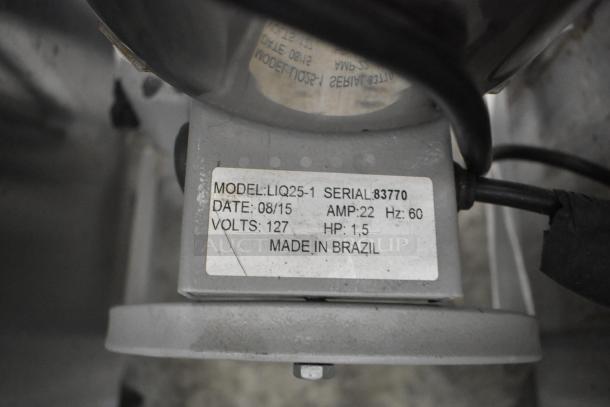 MODEL:LIQ25-1 SERIAL:83770
DATE: 08/15 AMP:22 Hz: 60
VOLTS: 127 HP: 1,5
MADE IN BRAZIL